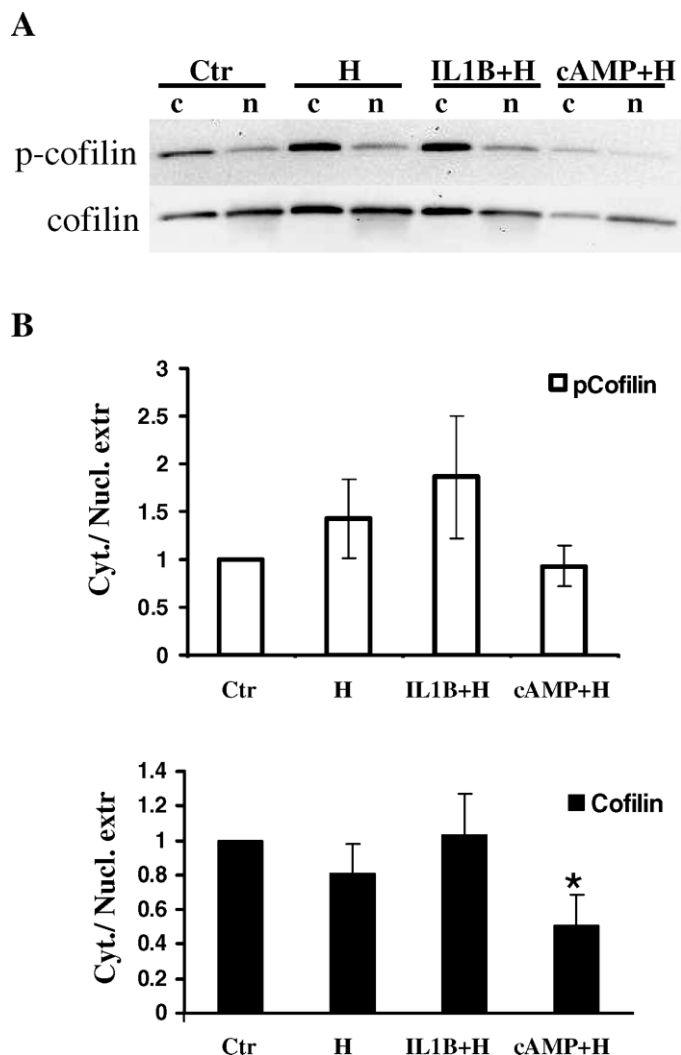 A
Ctr H IL1B+H cAMP+H
c n c n c n c n
p-cofilin
cofilin
B
3
2.5
2
1.5
1
0.5
0
Cyt./ Nucl. extr
pCofilin
Ctr H IL1B+H cAMP+H
1.4
1.2
1
0.8
0.6
0.4
0.2
0
Cyt./ Nucl. extr
Cofilin
*
Ctr H IL1B+H cAMP+H